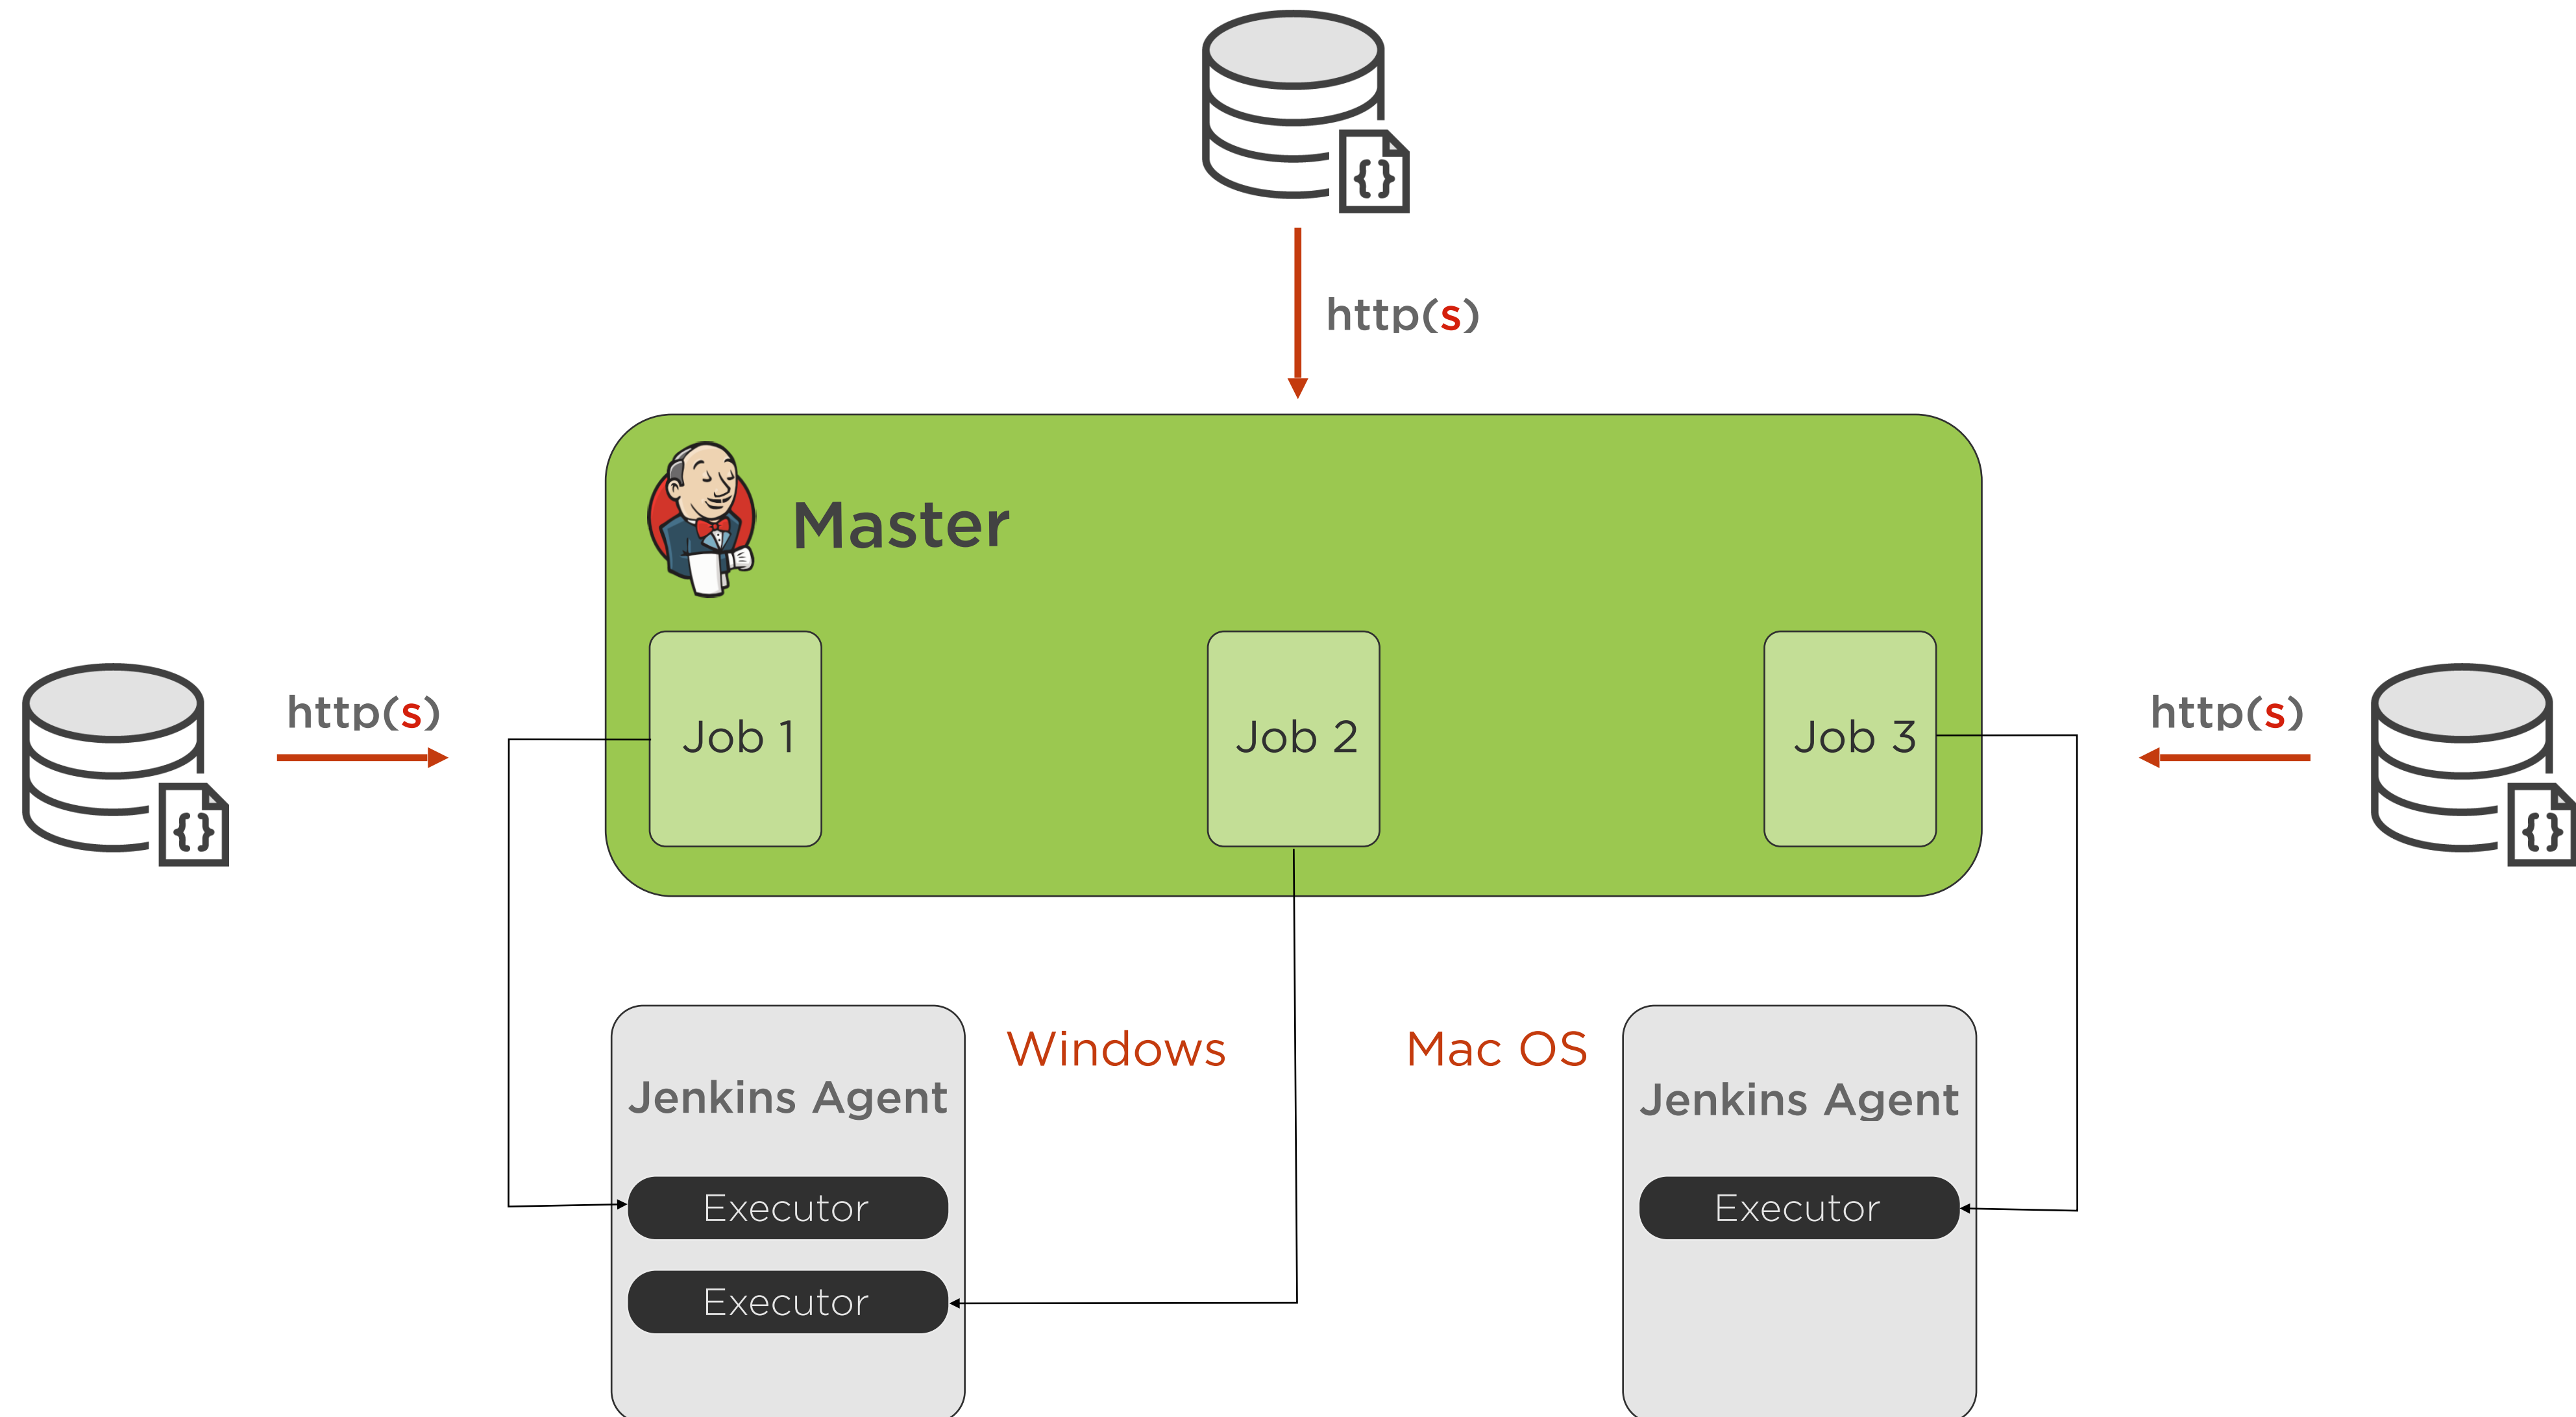 http(s)
Master
http(s)
http(s)
Job 1
Job 2
Job 3
{}
{}
{}
Windows
Mac OS
Jenkins Agent
Jenkins Agent
Executor
Executor
Executor